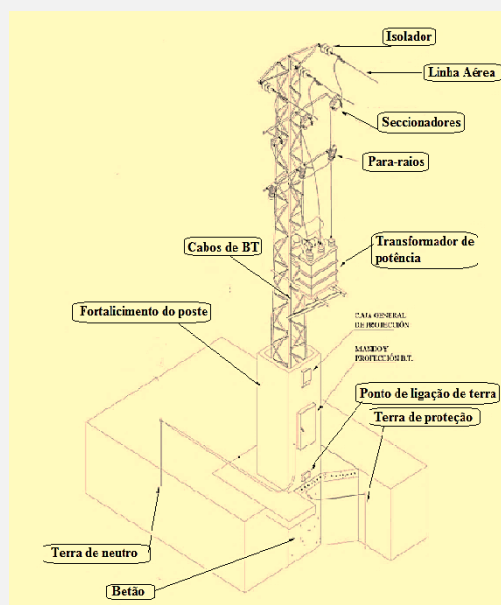 Isolador
Linha Aérea
Seccionadores
Para-raios
Cabos de BT
Transformador de
potência
Fortalicimento do poste
CAJA GENERAL
DE PROTECCIÓN
MANDO Y
PROTECCIÓN B.T.
Ponto de ligação de terra
Terra de proteção
Terra de neutro
Betão